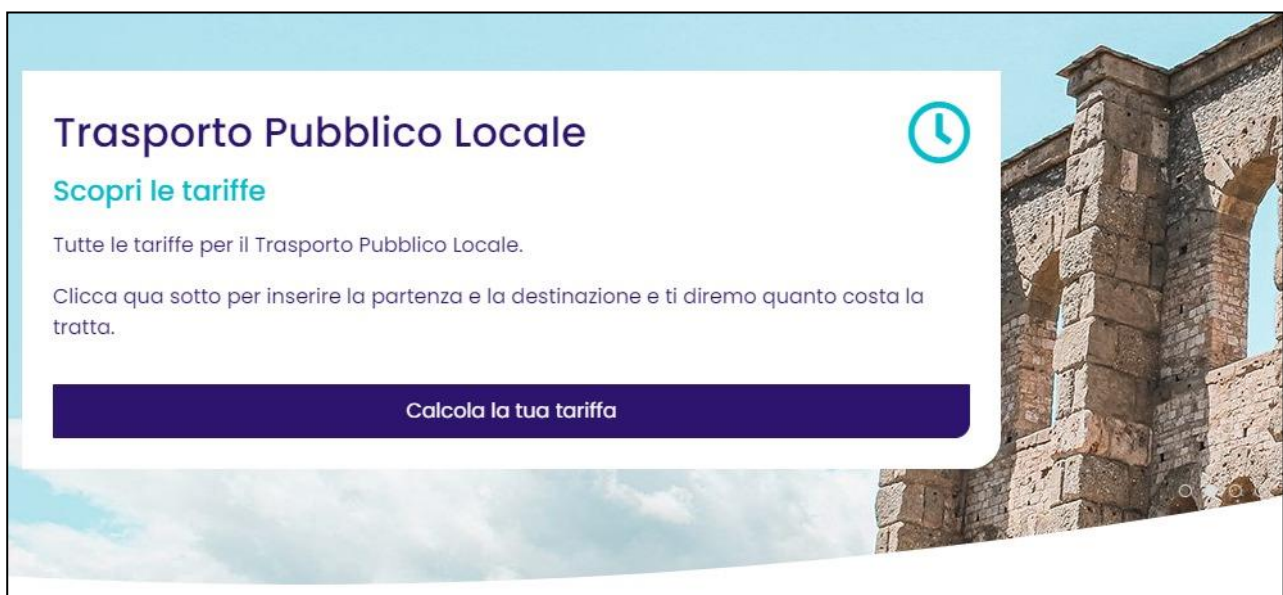 Trasporto Pubblico Locale
Scopri le tariffe
Tutte le tariffe per il Trasporto Pubblico Locale.
Clicca qua sotto per inserire la partenza e la destinazione e ti diremo quanto costa la
tratta.
Calcola la tua tariffa